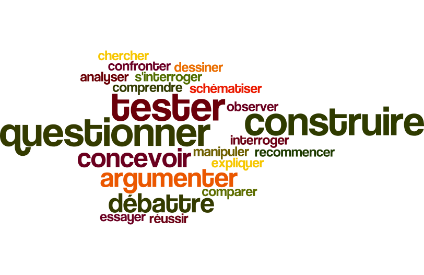 chercher
confronter dessiner
analyser s'interroger
comprendre schématiser
tester observer
questionner construire
interroger
concevoir manipuler recommencer
expliquer
argumenter
comparer
débattre
essayer réussir